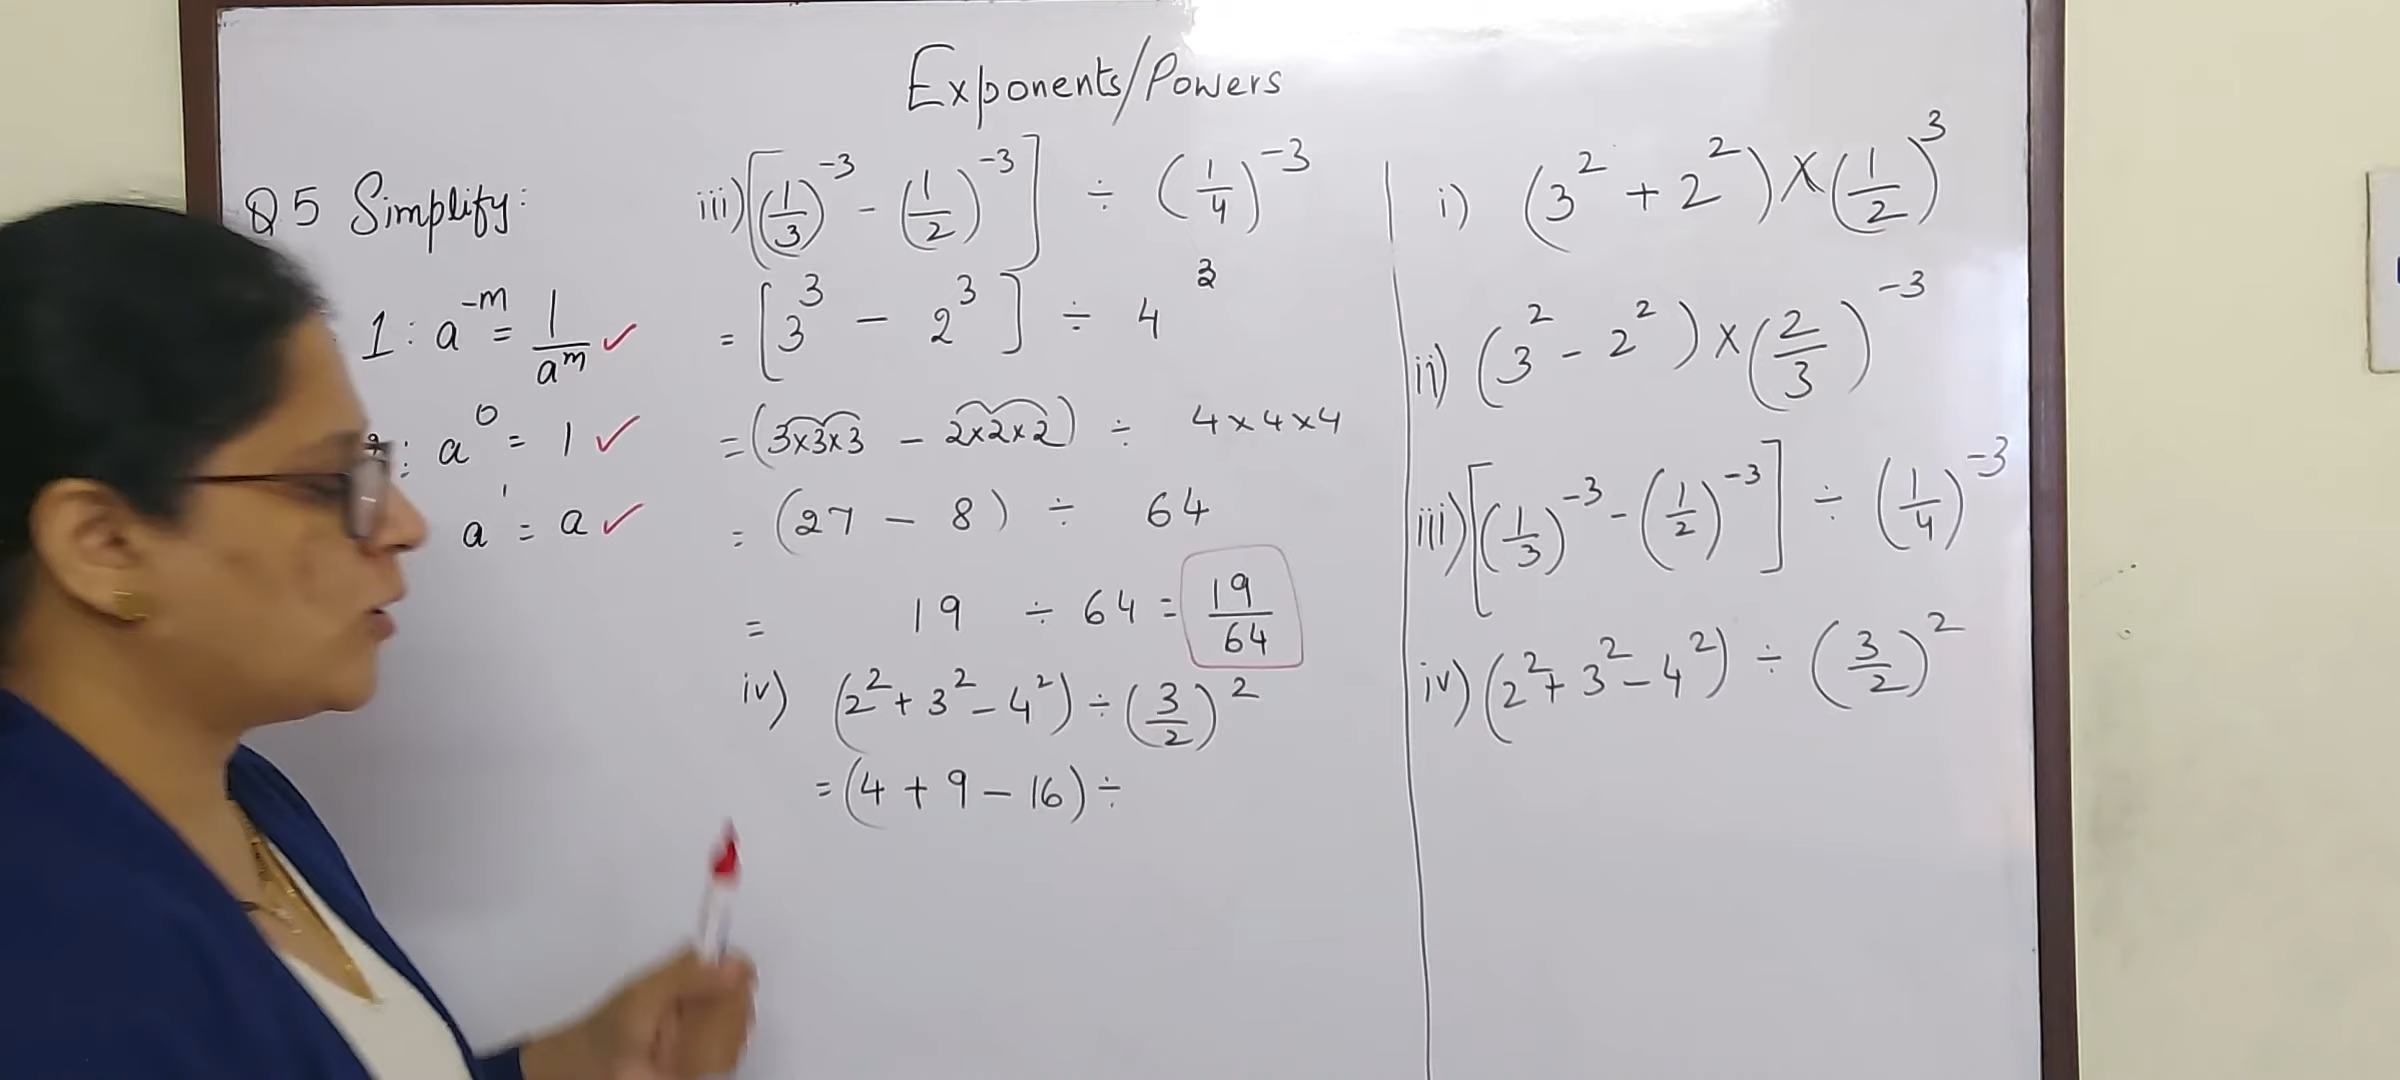 Exponents/Powers
Q5 Simplify:
1: a^-m = 1/a^m ✓
: a^0 = 1 ✓
a^1 = a ✓
iii) [(1/3)^-3 - (1/2)^-3] ÷ (1/4)^-3
= [3^3 - 2^3] ÷ 4^3
= (3×3×3 - 2×2×2) ÷ 4×4×4
= (27 - 8) ÷ 64
= 19 ÷ 64 = 19/64
iv) (2^2 + 3^2 - 4^2) ÷ (3/2)^2
= (4 + 9 - 16) ÷
i) (3^2 + 2^2) × (1/2)^3
ii) (3^2 - 2^2) × (2/3)^-3
iii) [(1/3)^-3 - (1/2)^-3] ÷ (1/4)^-3
iv) (2^2 + 3^2 - 4^2) ÷ (3/2)^2